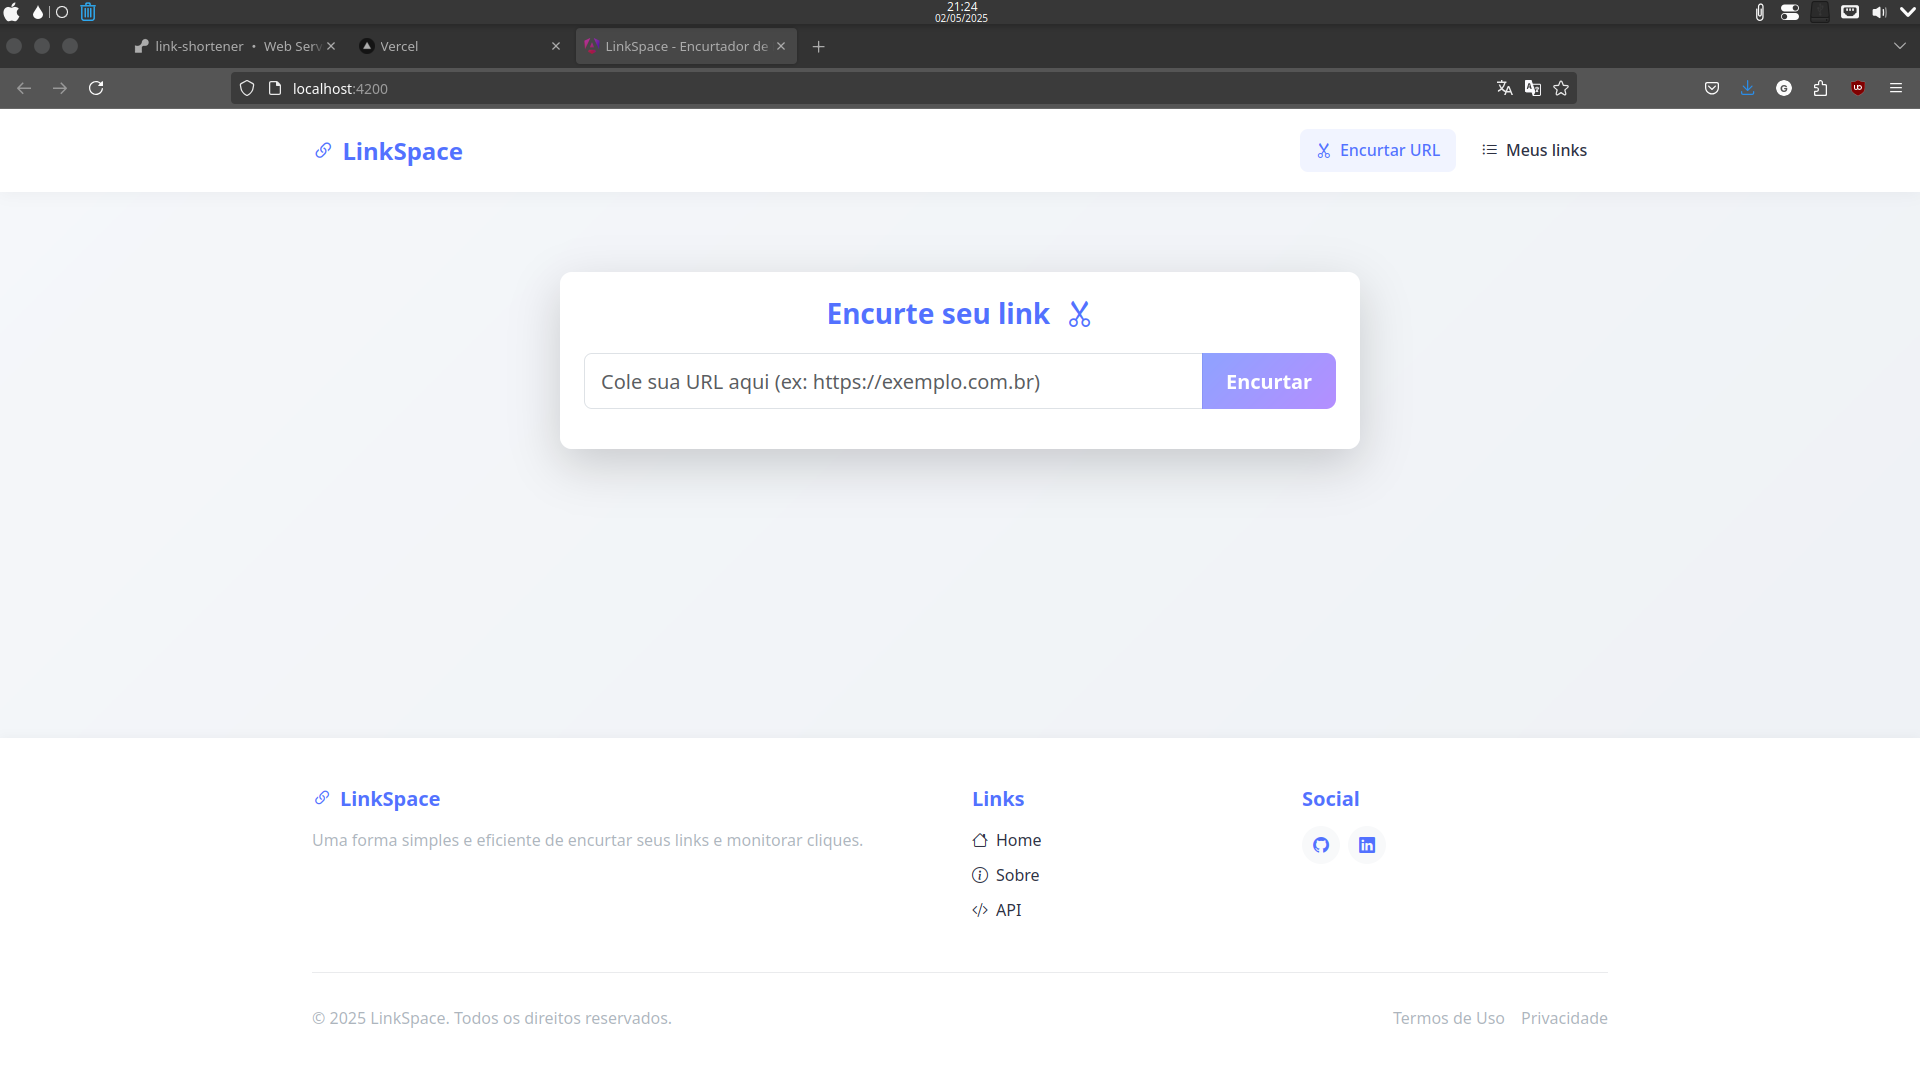 21:24
02/05/2025
link-shortener • Web Serv
Vercel
LinkSpace - Encurtador de
localhost:4200
LinkSpace
Encurtar URL
Meus links
Encurte seu link
Cole sua URL aqui (ex: https://exemplo.com.br)
Encurtar
LinkSpace
Uma forma simples e eficiente de encurtar seus links e monitorar cliques.
Links
Home
Sobre
API
Social
© 2025 LinkSpace. Todos os direitos reservados.
Termos de Uso
Privacidade